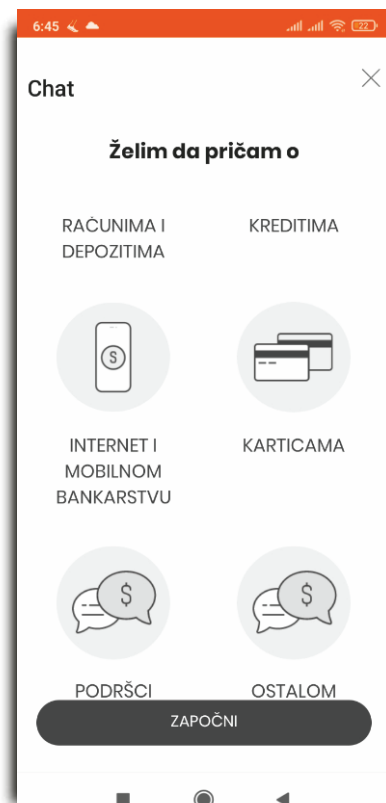 6:45
22
Chat
Želim da pričam o
RAČUNIMA I
DEPOZITIMA
KREDITIMA
$
INTERNET I
MOBILNOM
BANKARSTVU
KARTICAMA
$
$
PODRŠCI
OSTALOM
ZAPOČNI